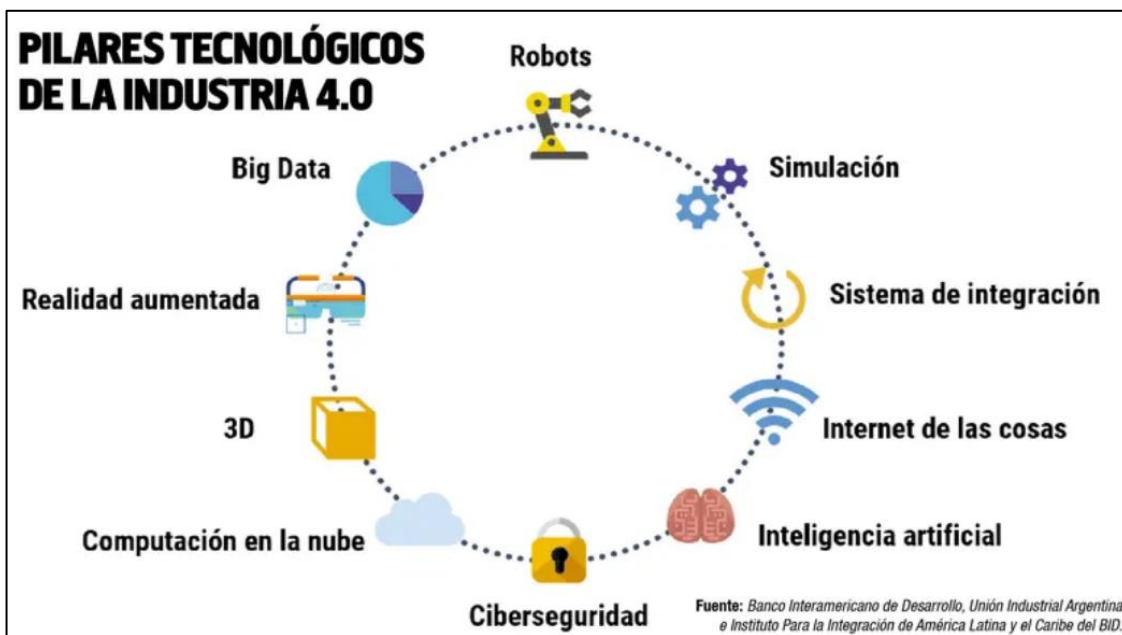 PILARES TECNOLÓGICOS
DE LA INDUSTRIA 4.0
Robots
Big Data
Simulación
Realidad aumentada
Sistema de integración
3D
Internet de las cosas
Computación en la nube
Inteligencia artificial
Ciberseguridad
Fuente: Banco Interamericano de Desarrollo, Unión Industrial Argentina
e Instituto Para la Integración de América Latina y el Caribe del BID.